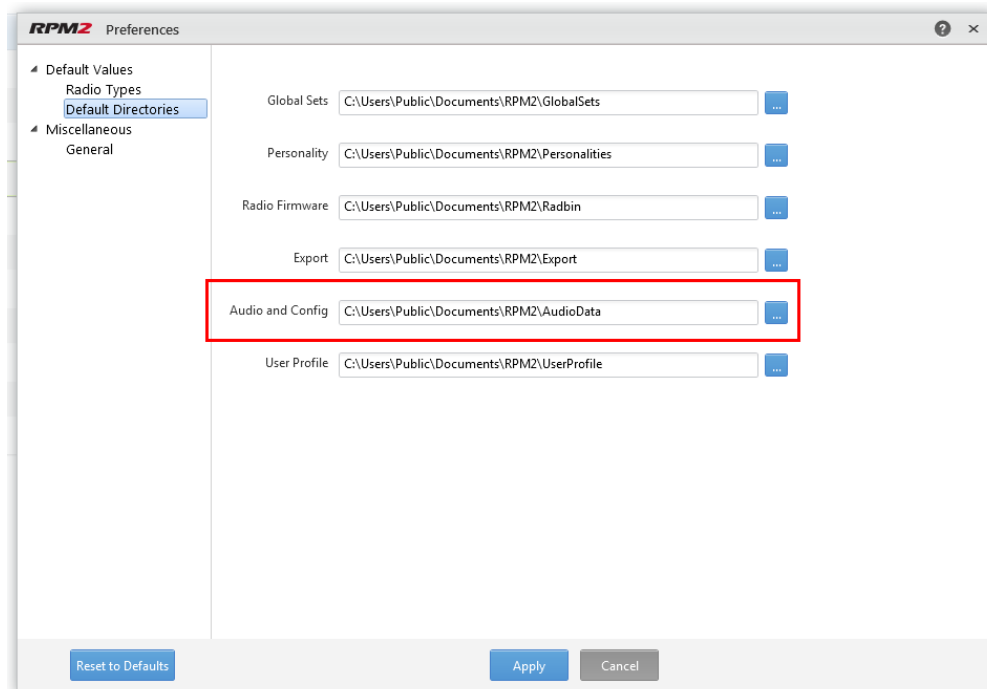 RPM2 Preferences
Default Values
Radio Types
Default Directories
Miscellaneous
General
Global Sets C:\Users\Public\Documents\RPM2\GlobalSets ...
Personality C:\Users\Public\Documents\RPM2\Personalities ...
Radio Firmware C:\Users\Public\Documents\RPM2\Radbin ...
Export C:\Users\Public\Documents\RPM2\Export ...
Audio and Config C:\Users\Public\Documents\RPM2\AudioData ...
User Profile C:\Users\Public\Documents\RPM2\UserProfile ...
Reset to Defaults Apply Cancel